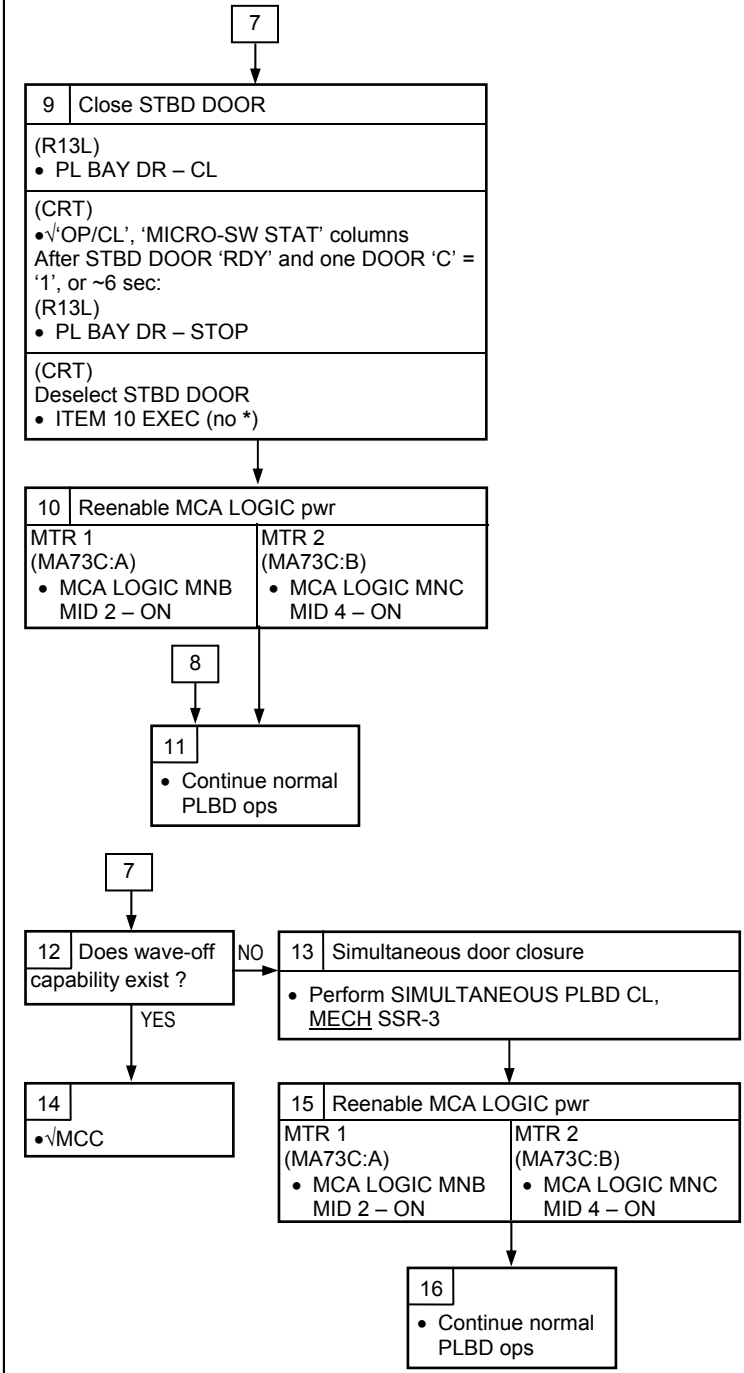 7
9 Close STBD DOOR
(R13L)
• PL BAY DR – CL
(CRT)
•√‘OP/CL’, ‘MICRO-SW STAT’ columns
After STBD DOOR ‘RDY’ and one DOOR ‘C’ =
‘1’, or ~6 sec:
(R13L)
• PL BAY DR – STOP
(CRT)
Deselect STBD DOOR
• ITEM 10 EXEC (no *)
10 Reenable MCA LOGIC pwr
MTR 1
(MA73C:A)
• MCA LOGIC MNB
MID 2 – ON
MTR 2
(MA73C:B)
• MCA LOGIC MNC
MID 4 – ON
8
11
• Continue normal
PLBD ops
7
12 Does wave-off
capability exist ?
NO
YES
13 Simultaneous door closure
• Perform SIMULTANEOUS PLBD CL,
MECH SSR-3
14
•√MCC
15 Reenable MCA LOGIC pwr
MTR 1
(MA73C:A)
• MCA LOGIC MNB
MID 2 – ON
MTR 2
(MA73C:B)
• MCA LOGIC MNC
MID 4 – ON
16
• Continue normal
PLBD ops